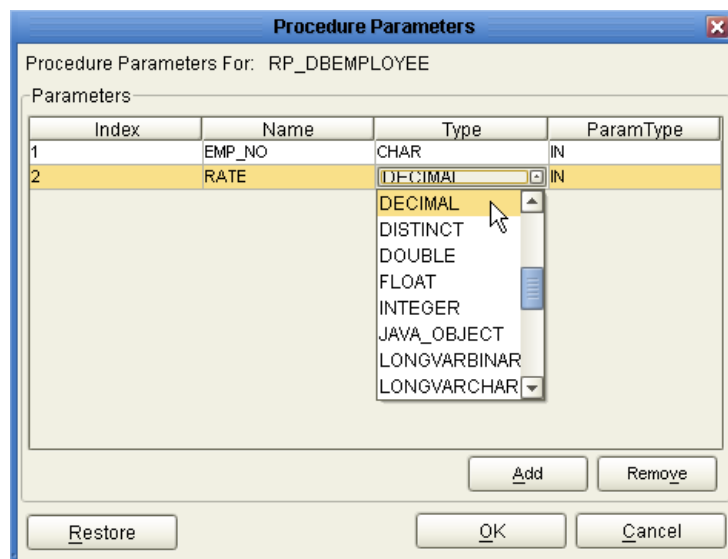 Procedure Parameters
Procedure Parameters For: RP_DBEMPLOYEE
Parameters
Index Name Type ParamType
1 EMP_NO CHAR IN
2 RATE DECIMAL IN
DECIMAL
DISTINCT
DOUBLE
FLOAT
INTEGER
JAVA_OBJECT
LONGVARBINAR
LONGVARCHAR
Add Remove
Restore OK Cancel